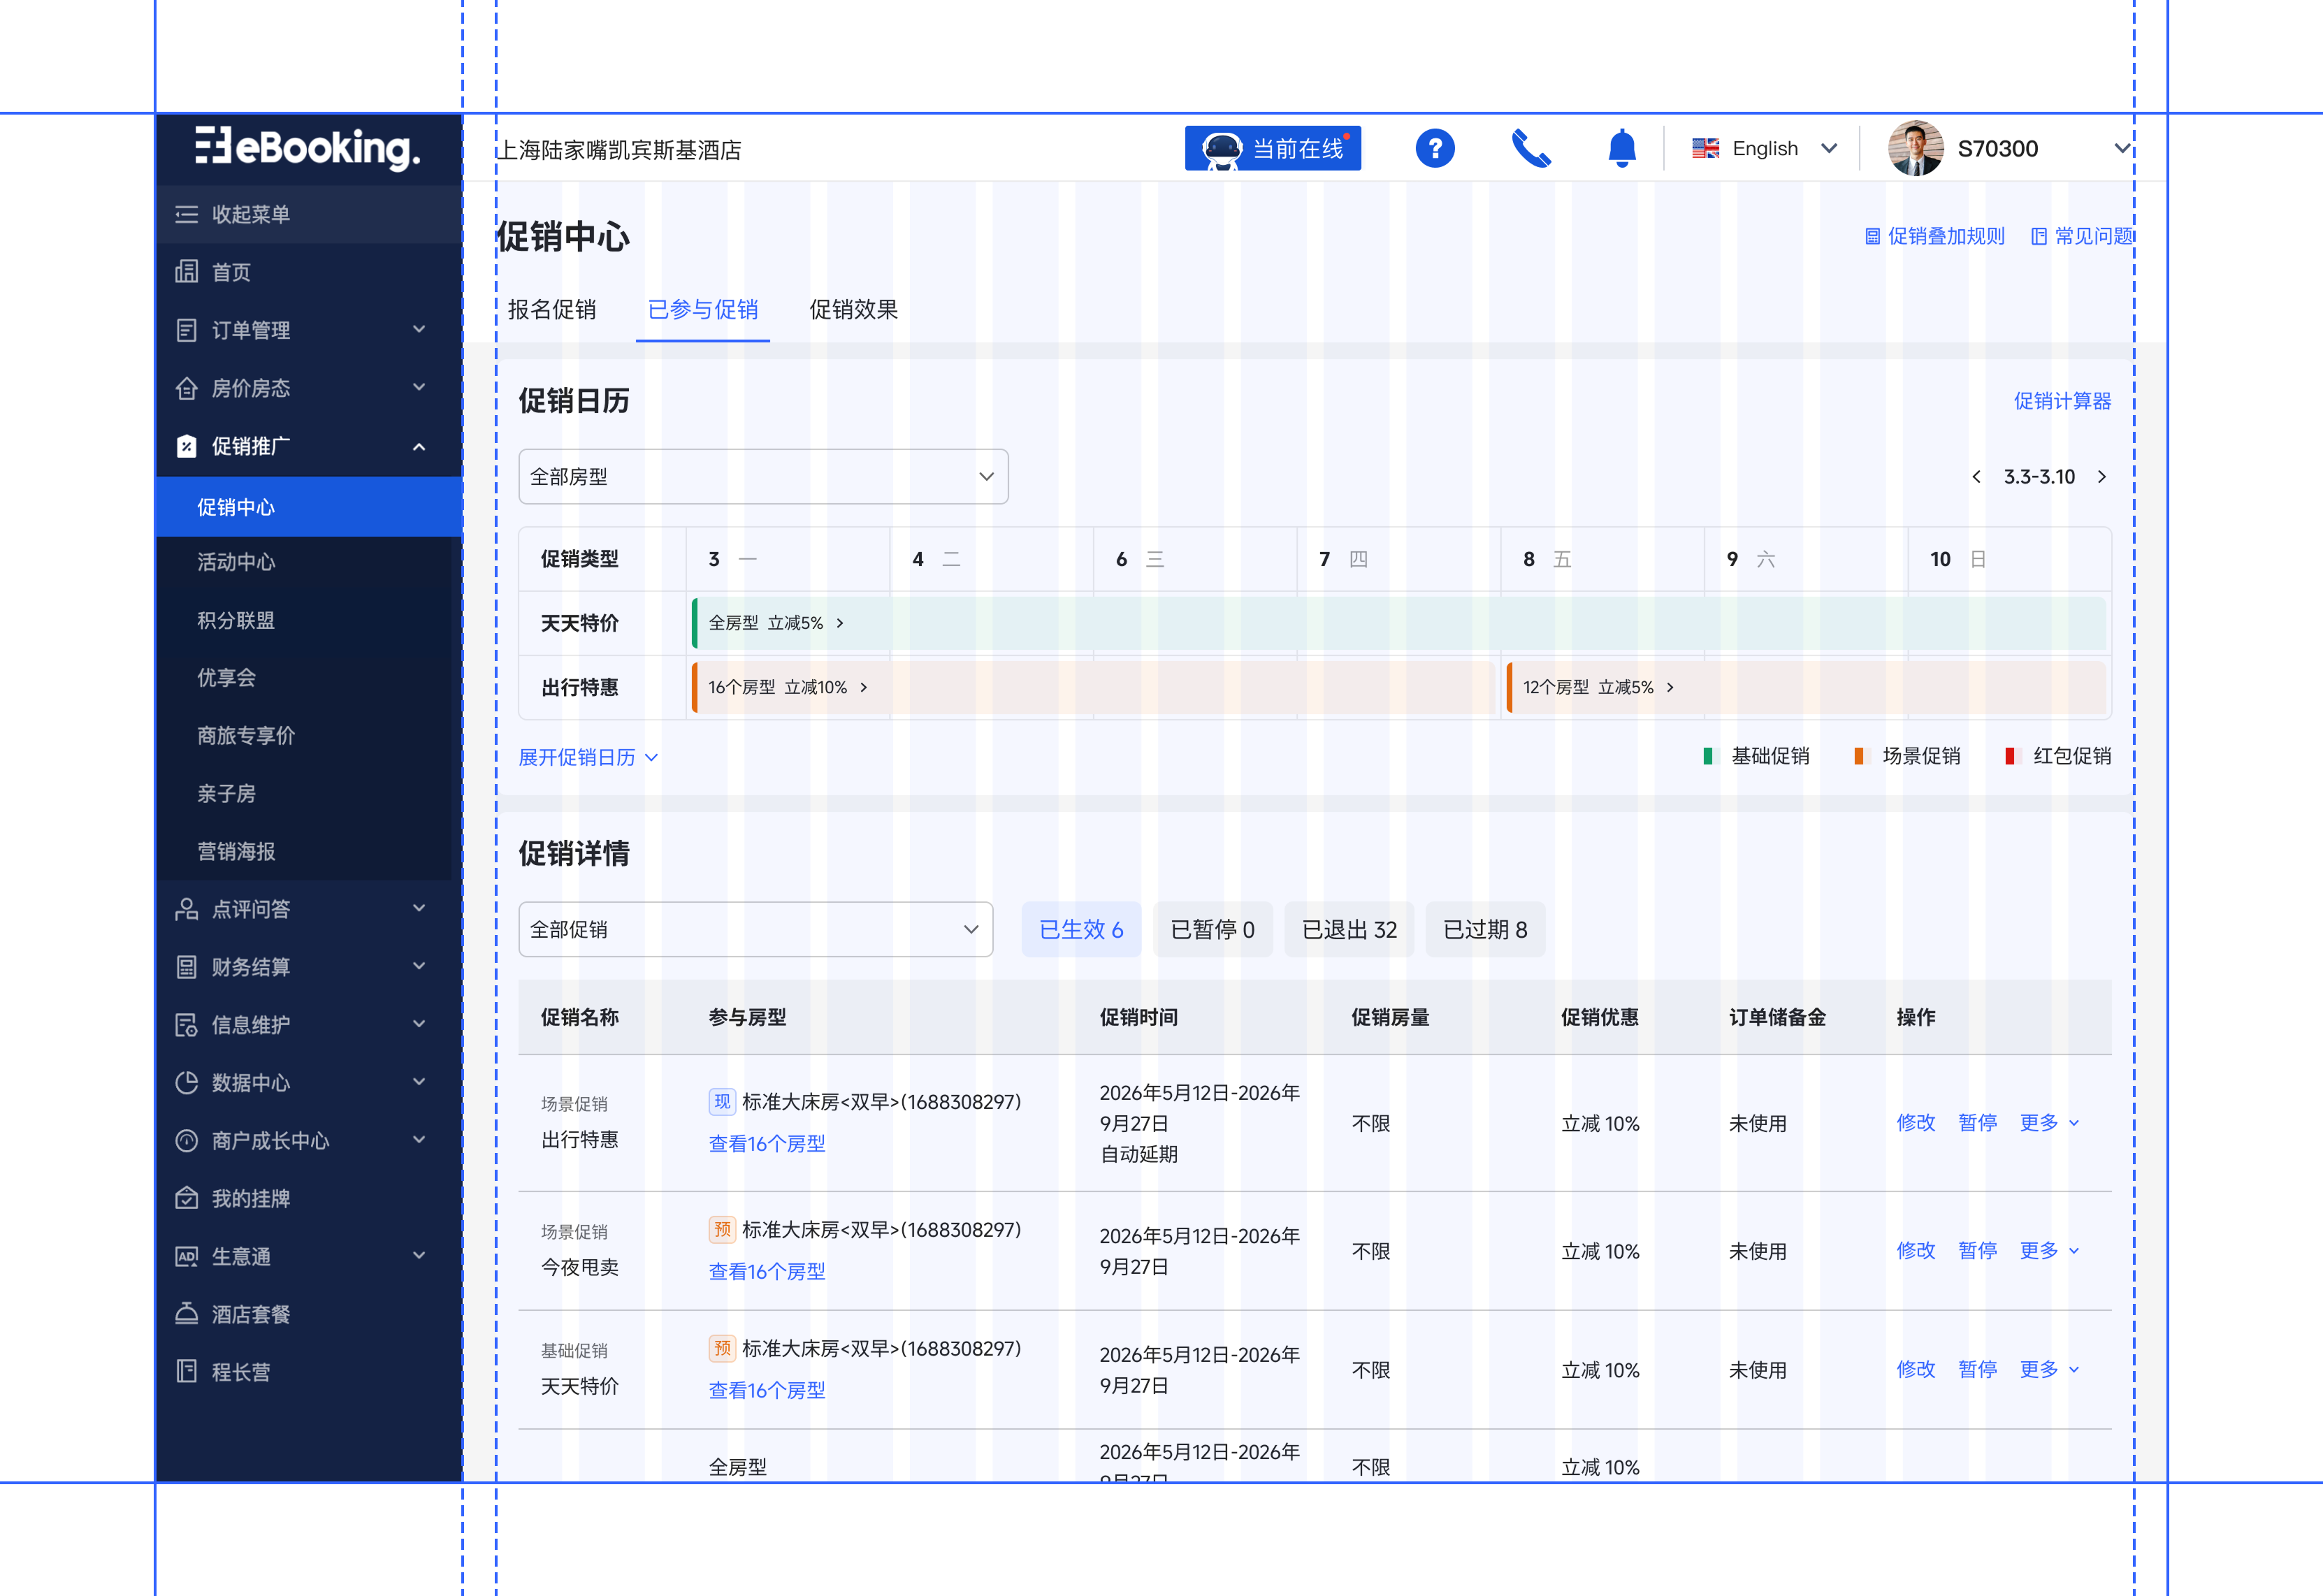 eBooking.
上海陆家嘴凯宾斯基酒店
当前在线
?
English
S70300
收起菜单
首页
订单管理
房价房态
促销推广
促销中心
活动中心
积分联盟
优享会
商旅专享价
亲子房
营销海报
点评问答
财务结算
信息维护
数据中心
商户成长中心
我的挂牌
AD 生意通
酒店套餐
程长营
促销中心
促销叠加规则 常见问题
报名促销 已参与促销 促销效果
促销日历
促销计算器
全部房型
3.3-3.10
促销类型 3 一 4 二 6 三 7 四 8 五 9 六 10 日
天天特价 全房型 立减5% >
出行特惠 16个房型 立减10% > 12个房型 立减5% >
展开促销日历
基础促销 场景促销 红包促销
促销详情
全部促销
已生效 6 已暂停 0 已退出 32 已过期 8
促销名称 参与房型 促销时间 促销房量 促销优惠 订单储备金 操作
场景促销
出行特惠
现 标准大床房<双早>(1688308297)
查看16个房型
2026年5月12日-2026年
9月27日
自动延期
不限
立减 10%
未使用
修改 暂停 更多
场景促销
今夜甩卖
预 标准大床房<双早>(1688308297)
查看16个房型
2026年5月12日-2026年
9月27日
不限
立减 10%
未使用
修改 暂停 更多
基础促销
天天特价
预 标准大床房<双早>(1688308297)
查看16个房型
2026年5月12日-2026年
9月27日
不限
立减 10%
未使用
修改 暂停 更多
全房型
2026年5月12日-2026年
9月27日
不限
立减 10%